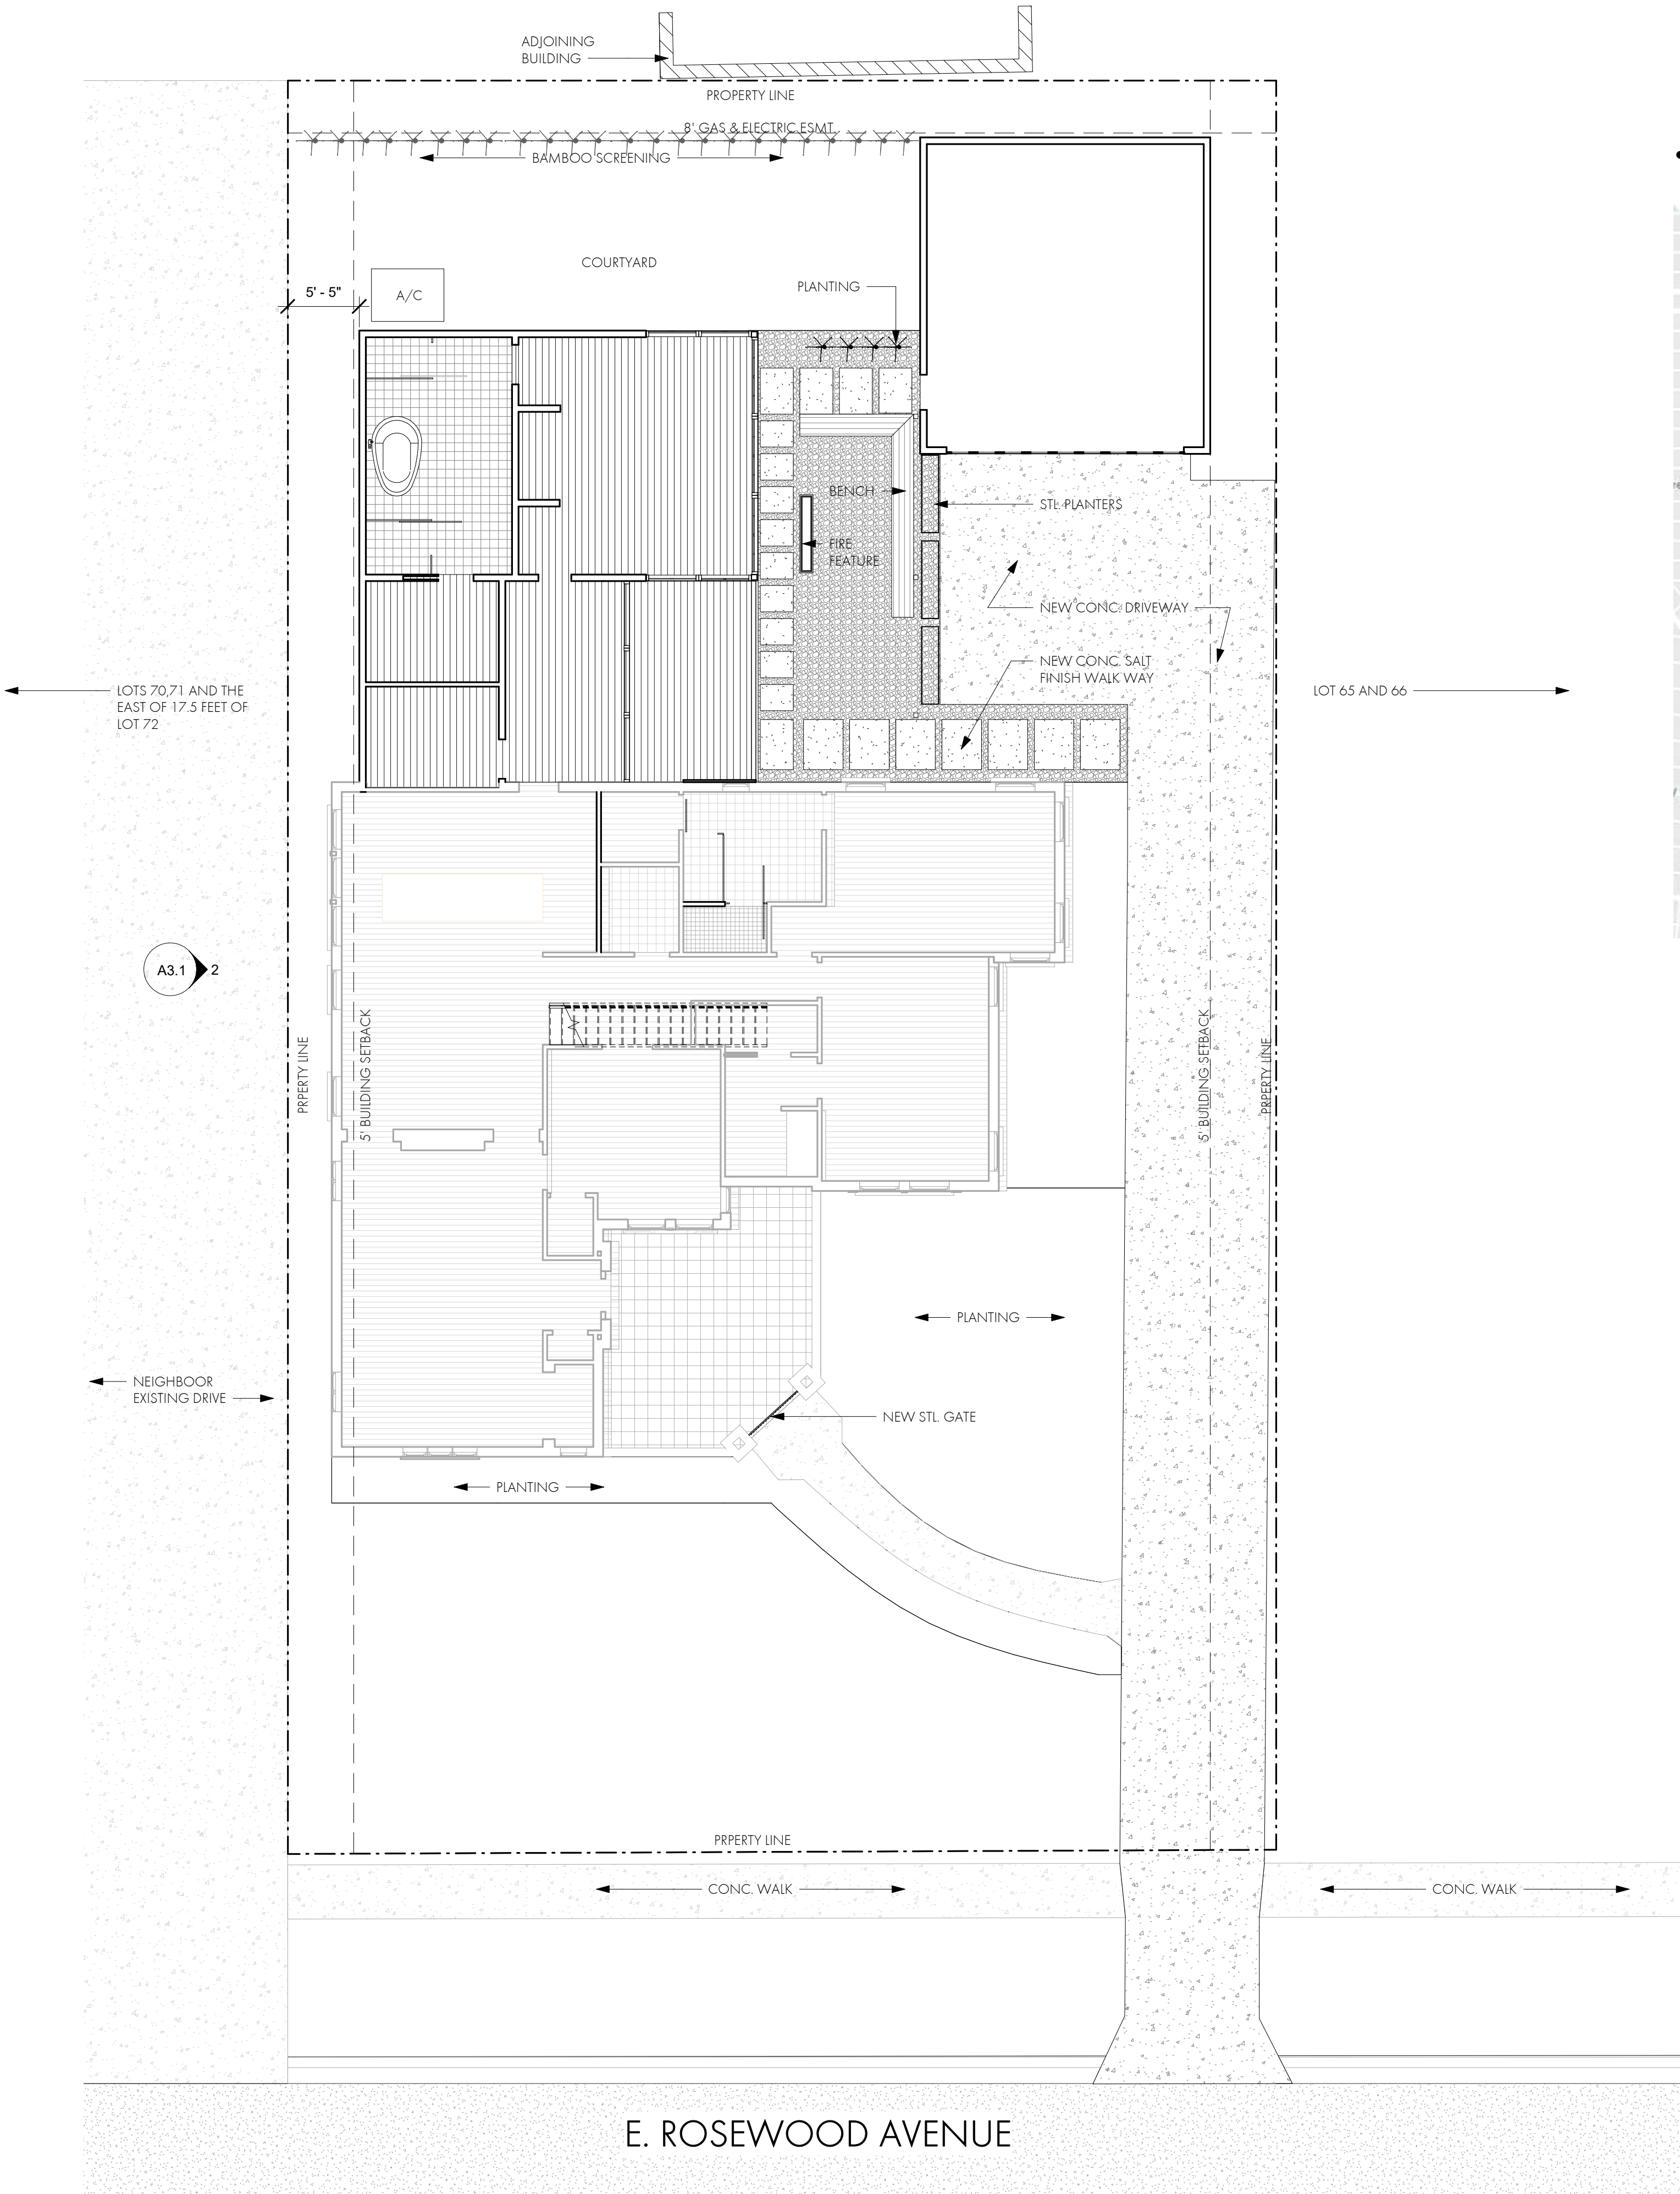 ADJOINING
BUILDING
PROPERTY LINE
8' GAS & ELECTRIC ESMT.
BAMBOO SCREENING
COURTYARD
PLANTING
5' - 5"
A/C
BENCH
STL. PLANTERS
FIRE
FEATURE
NEW CONC. DRIVEWAY
NEW CONC. SALT
FINISH WALK WAY
LOTS 70,71 AND THE
EAST OF 17.5 FEET OF
LOT 72
LOT 65 AND 66
A3.1
2
PRPERTY LINE
5' BUILDING SETBACK
5' BUILDING SETBACK
PRPERTY LINE
PLANTING
NEIGHBOOR
EXISTING DRIVE
NEW STL. GATE
PLANTING
PRPERTY LINE
CONC. WALK
CONC. WALK
E. ROSEWOOD AVENUE